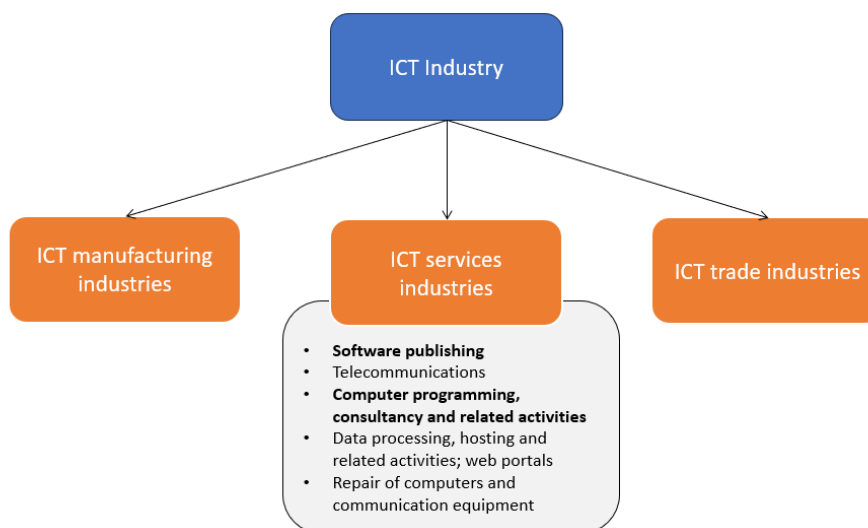 ICT Industry
ICT manufacturing
industries
ICT services
industries
ICT trade industries
• Software publishing
• Telecommunications
• Computer programming,
consultancy and related activities
• Data processing, hosting and
related activities; web portals
• Repair of computers and
communication equipment